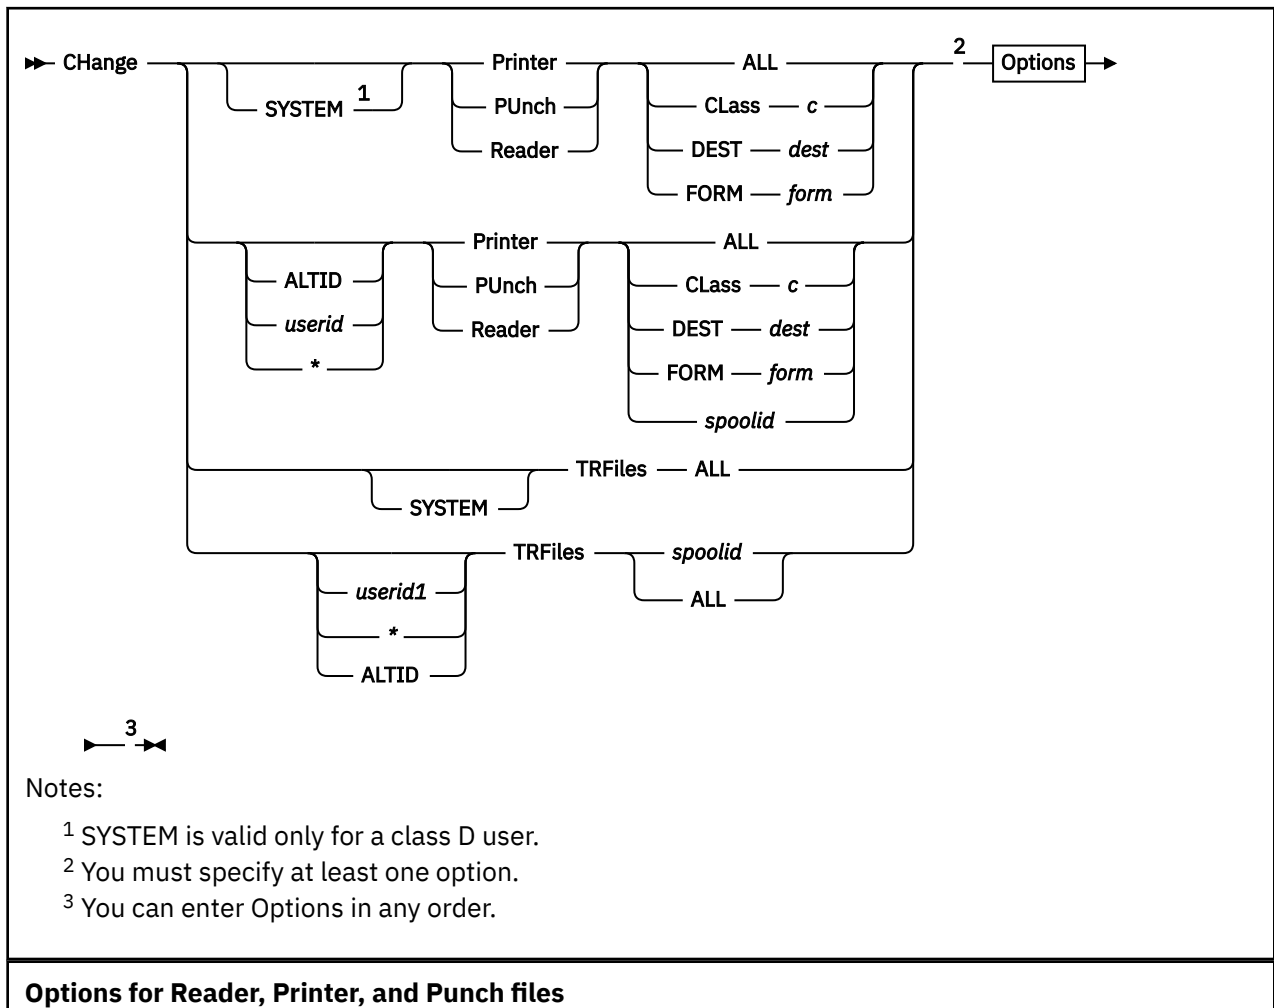 CHange Printer ALL 2 Options
SYSTEM 1 PUnch CLass c
Reader DEST dest
FORM form
Printer ALL
ALTID PUnch CLass c
userid Reader DEST dest
* FORM form
spoolid
TRFiles ALL
SYSTEM
TRFiles spoolid
userid1 ALL
*
ALTID
3
Notes:
1 SYSTEM is valid only for a class D user.
2 You must specify at least one option.
3 You can enter Options in any order.
Options for Reader, Printer, and Punch files